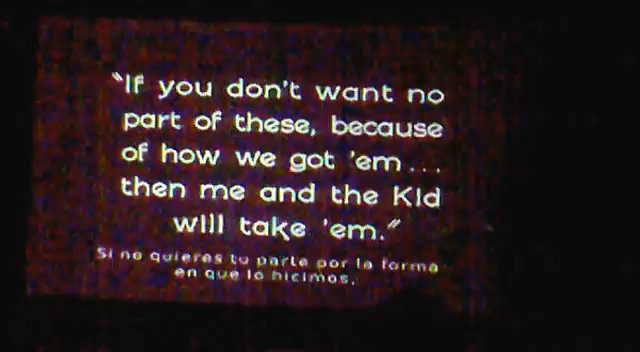 "If you don't want no
part of these, because
of how we got 'em...
then me and the Kid
will take 'em."
Si no quieres tu parte por la forma
en que lo hicimos,